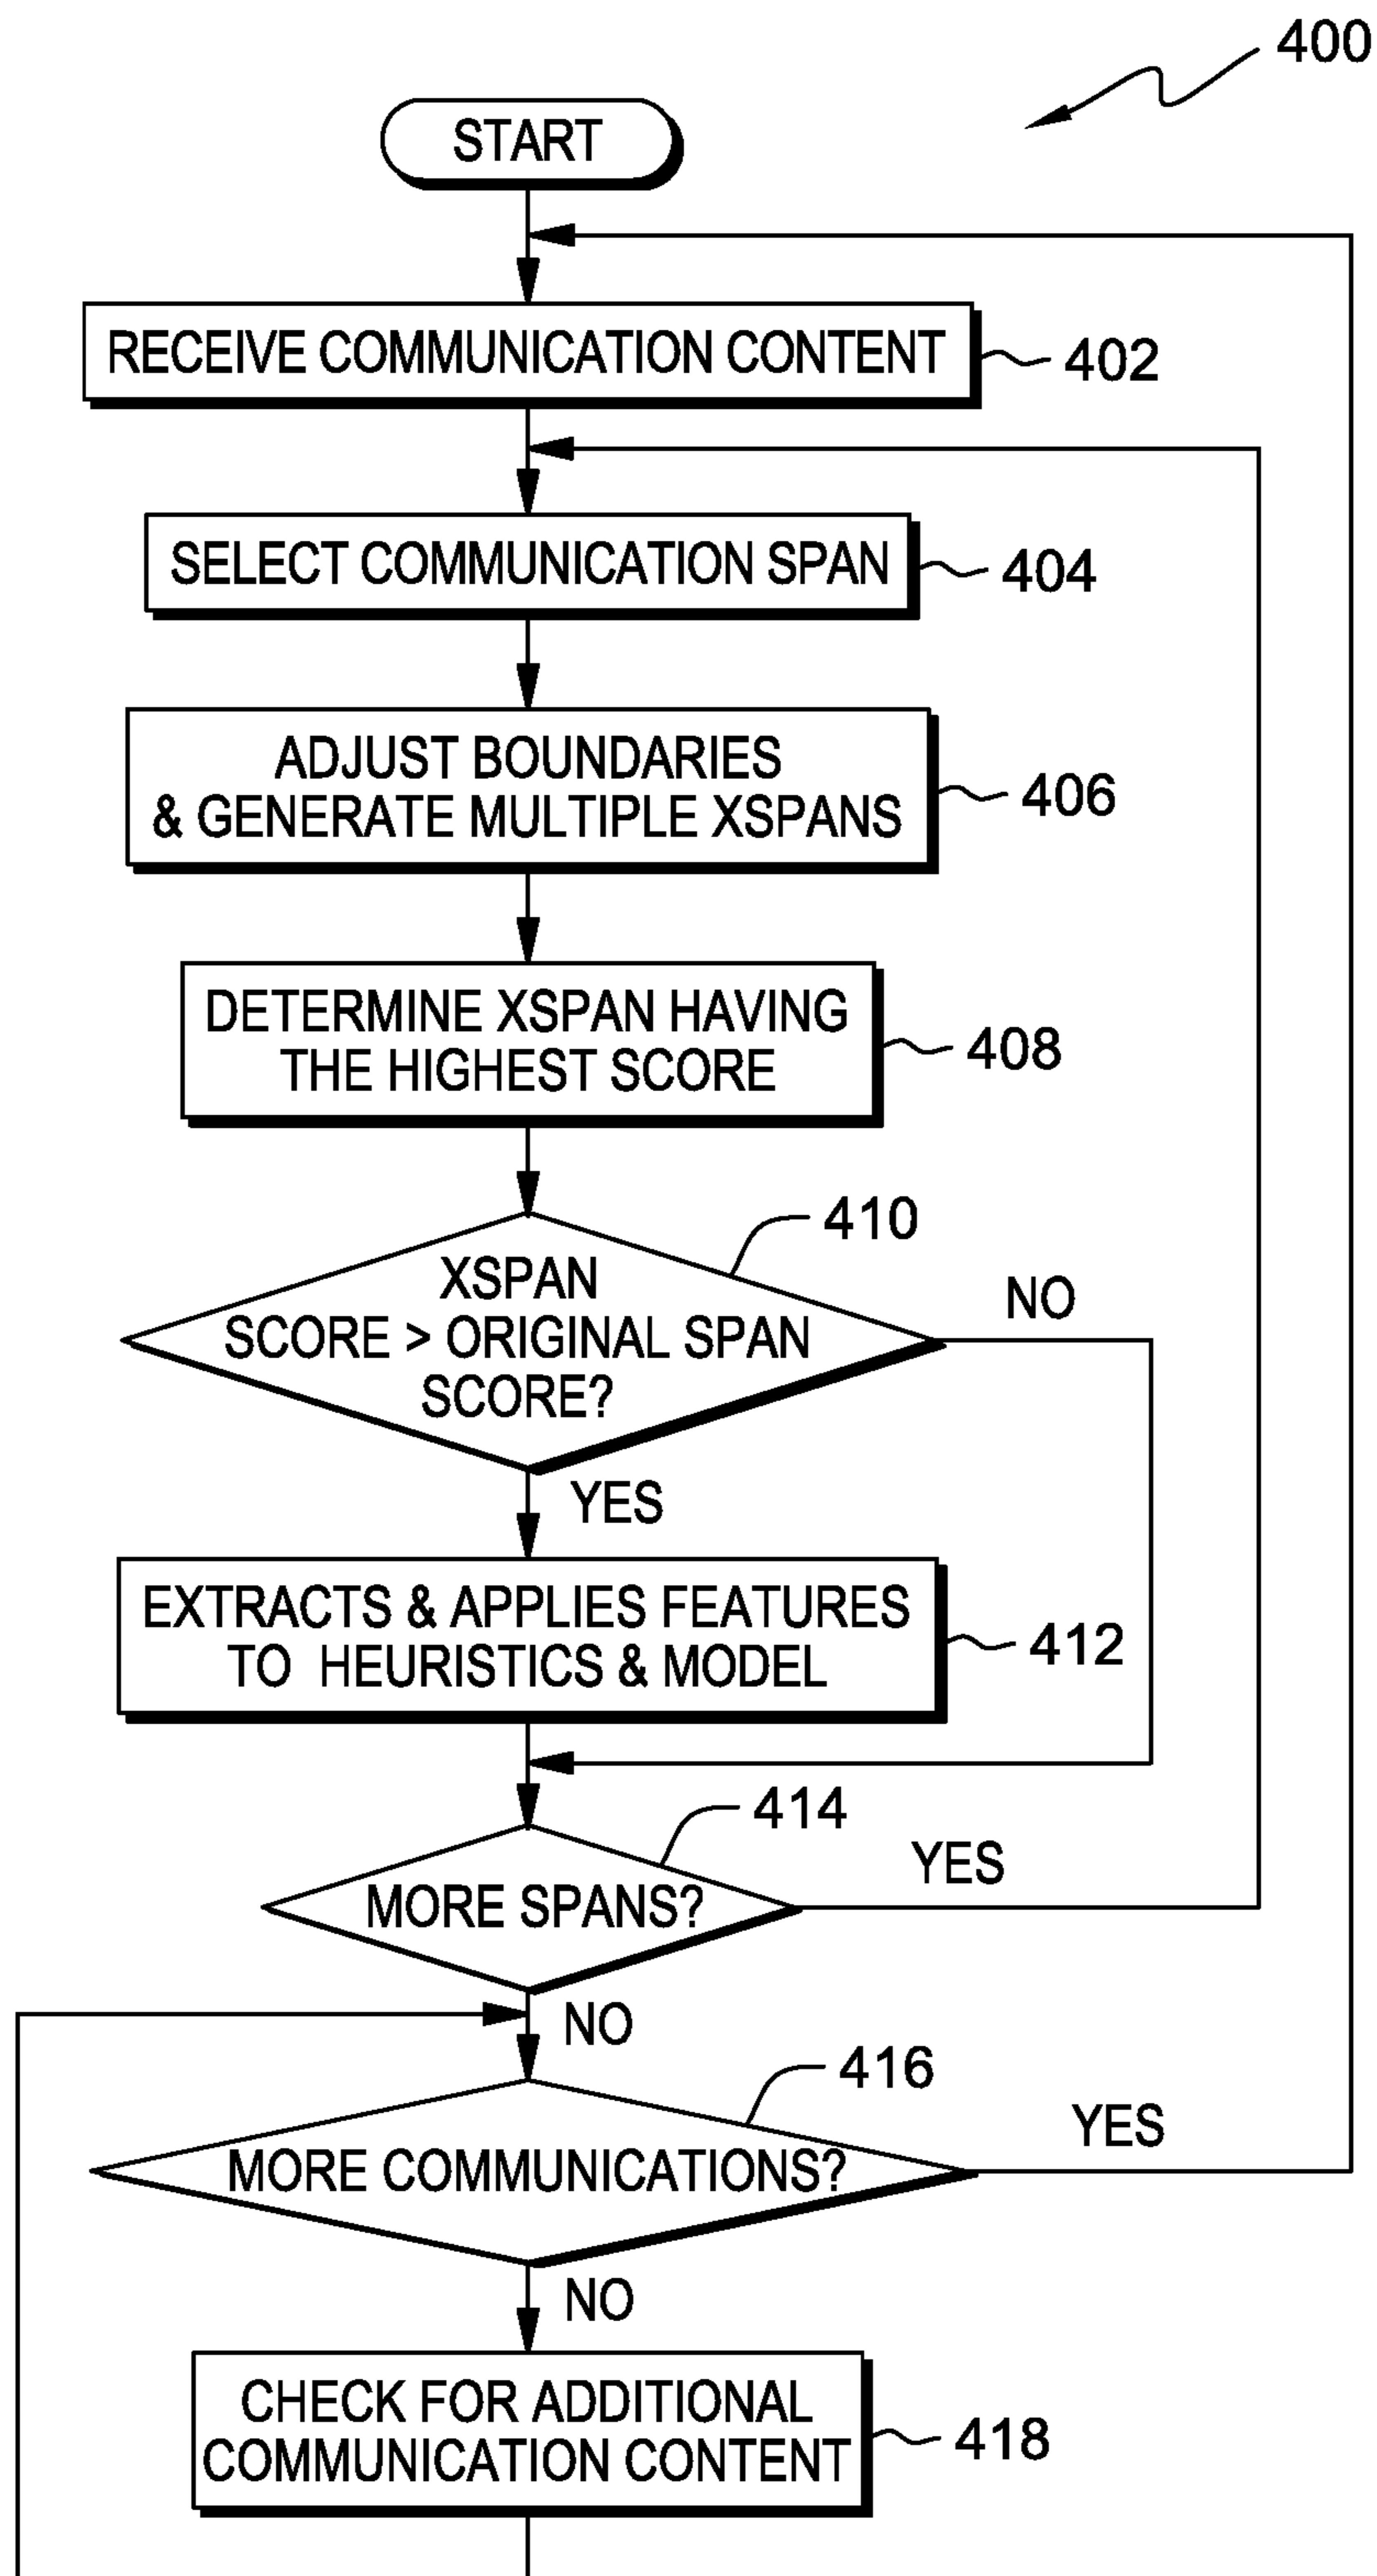 400
START
RECEIVE COMMUNICATION CONTENT
402
SELECT COMMUNICATION SPAN
404
ADJUST BOUNDARIES
& GENERATE MULTIPLE XSPANS
406
DETERMINE XSPAN HAVING
THE HIGHEST SCORE
408
410
XSPAN
SCORE > ORIGINAL SPAN
SCORE?
NO
YES
EXTRACTS & APPLIES FEATURES
TO HEURISTICS & MODEL
412
414
MORE SPANS?
YES
NO
416
MORE COMMUNICATIONS?
YES
NO
CHECK FOR ADDITIONAL
COMMUNICATION CONTENT
418